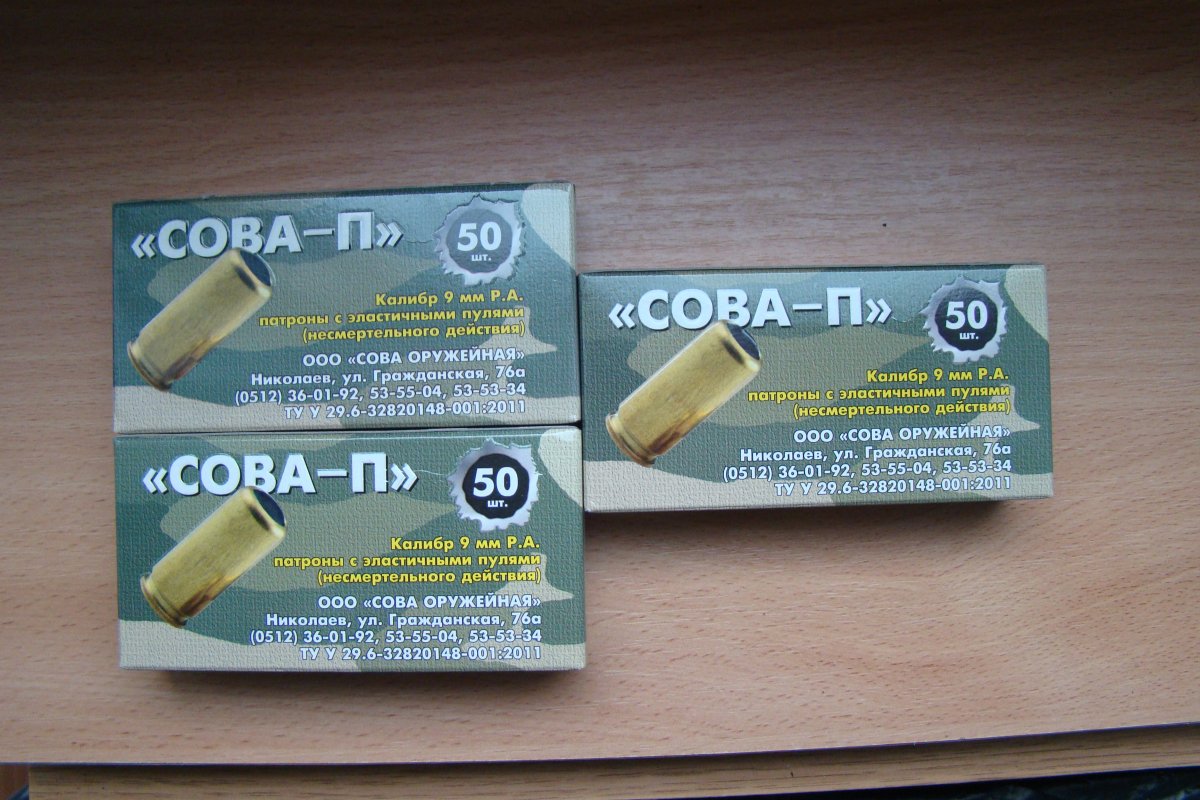 «СОВА–П»
50
шт.
Калибр 9 мм Р.А.
патроны с эластичными пулями
(несмертельного действия)
ООО «СОВА ОРУЖЕЙНАЯ»
Николаев, ул. Гражданская, 76а
(0512) 36-01-92, 53-55-04, 53-53-34
ТУ У 29.6-32820148-001:2011
«СОВА–П»
50
шт.
Калибр 9 мм Р.А.
патроны с эластичными пулями
(несмертельного действия)
ООО «СОВА ОРУЖЕЙНАЯ»
Николаев, ул. Гражданская, 76а
(0512) 36-01-92, 53-55-04, 53-53-34
ТУ У 29.6-32820148-001:2011
«СОВА–П»
50
шт.
Калибр 9 мм Р.А.
патроны с эластичными пулями
(несмертельного действия)
ООО «СОВА ОРУЖЕЙНАЯ»
Николаев, ул. Гражданская, 76а
(0512) 36-01-92, 53-55-04, 53-53-34
ТУ У 29.6-32820148-001:2011